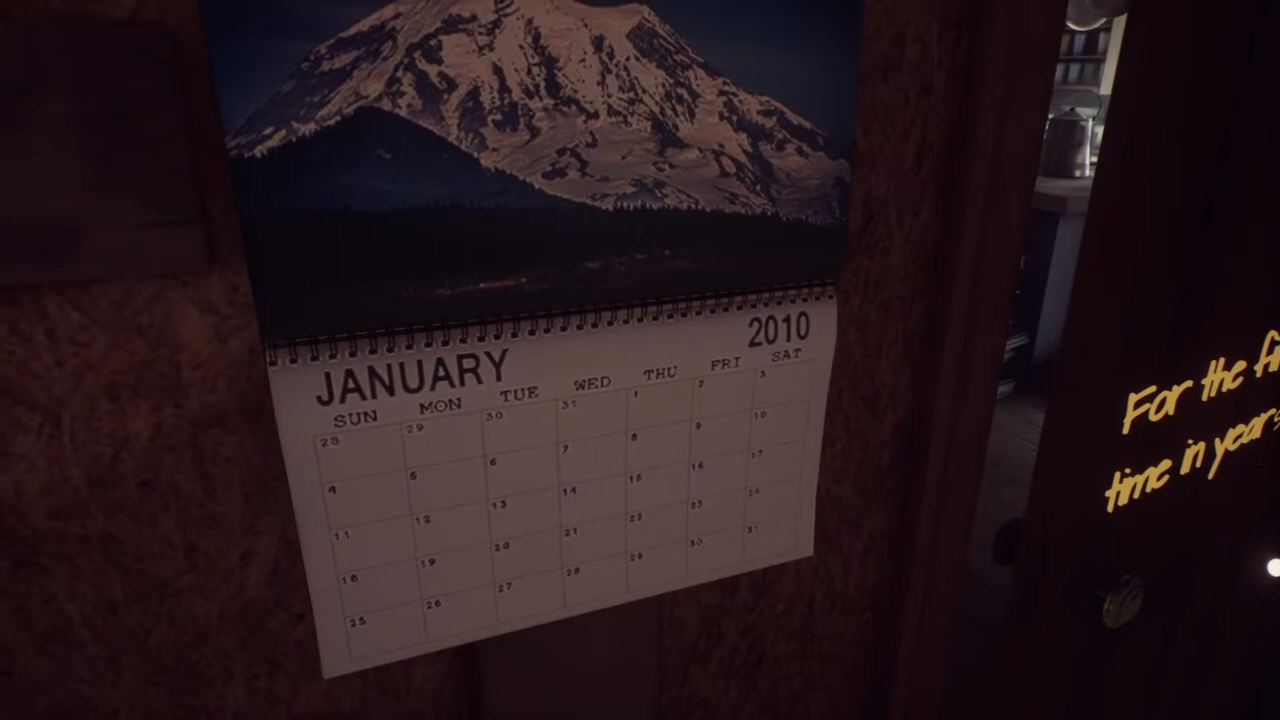 JANUARY 2010
SUN MON TUE WED THU FRI SAT
28 29 30 31 1 2 3
4 5 6 7 8 9 10
11 12 13 14 15 16 17
18 19 20 21 22 23 24
25 26 27 28 29 30 31
For the fi
time in years